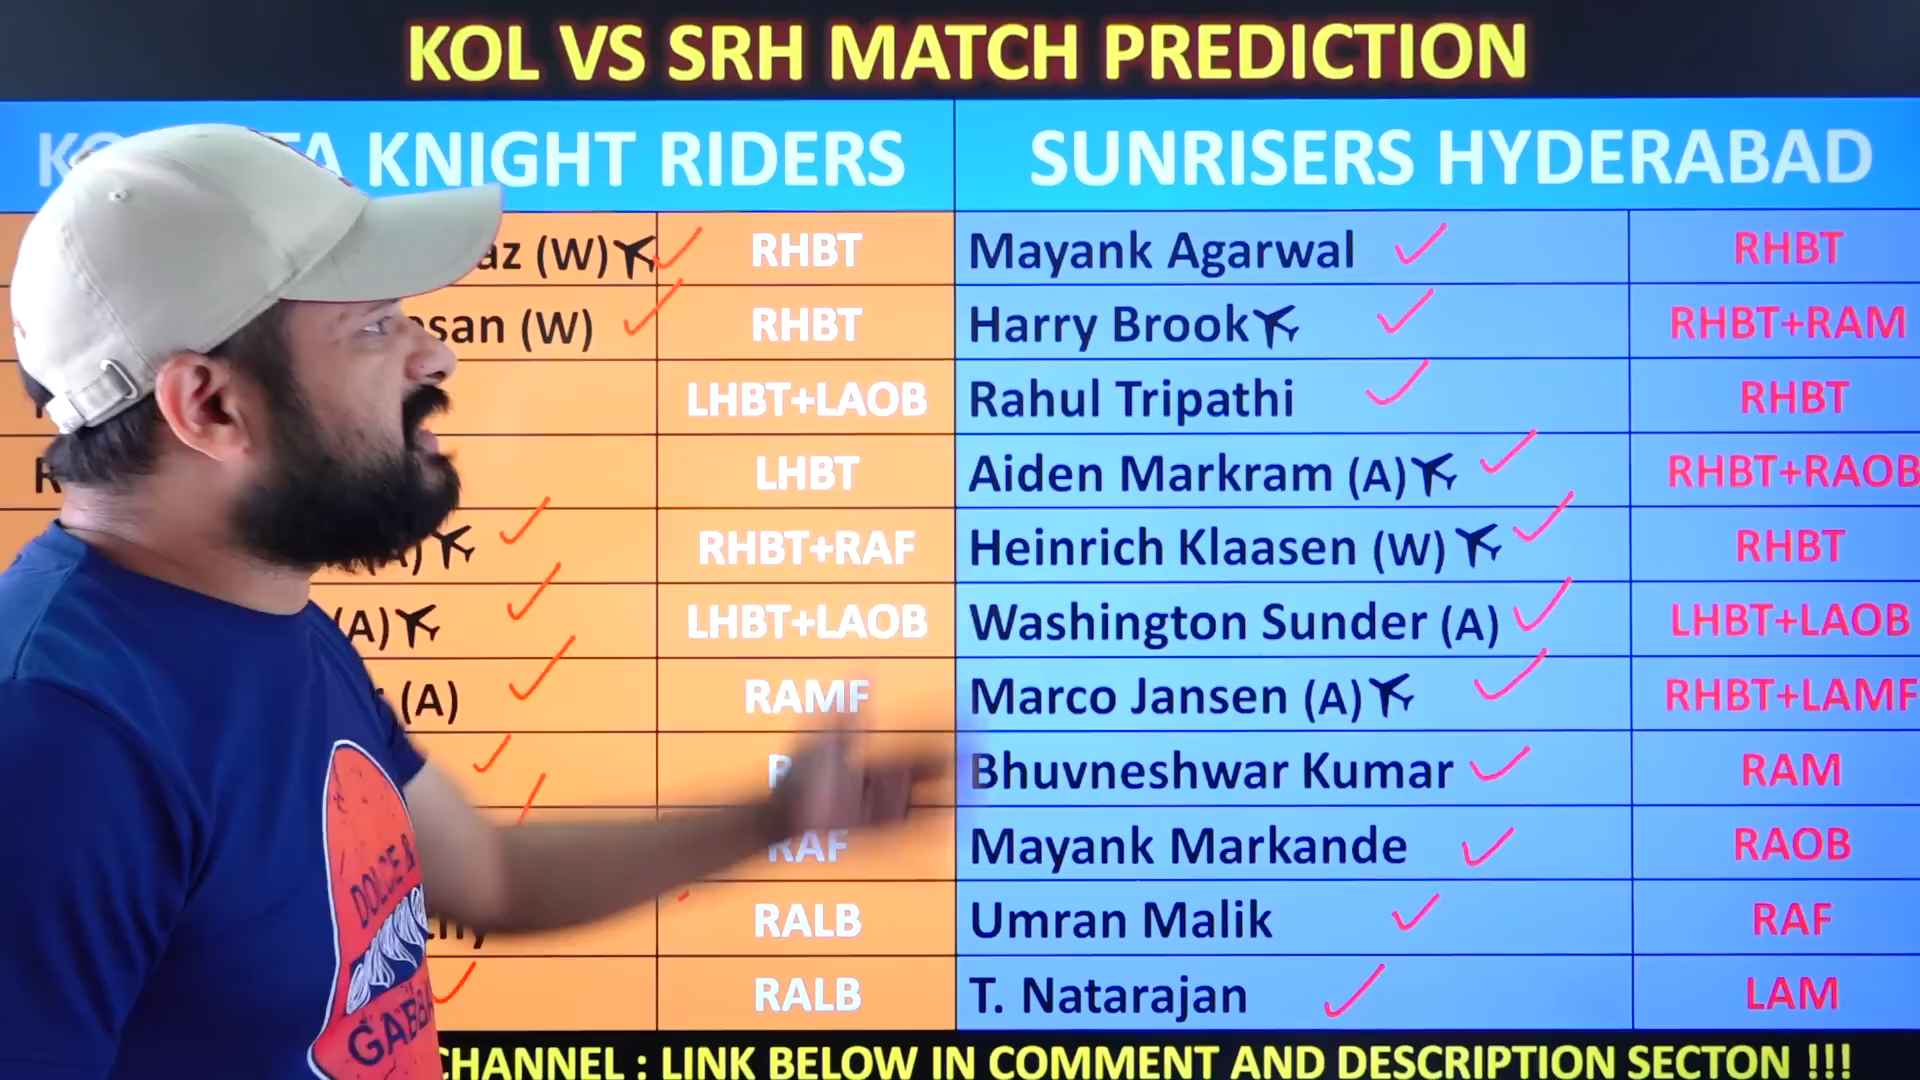 KOL VS SRH MATCH PREDICTION
KNIGHT RIDERS SUNRISERS HYDERABAD
(W) RHBT Mayank Agarwal RHBT
(W) RHBT Harry Brook RHBT+RAM
LHBT+LAOB Rahul Tripathi RHBT
LHBT Aiden Markram (A) RHBT+RAOB
RHBT+RAF Heinrich Klaasen (W) RHBT
(A) LHBT+LAOB Washington Sunder (A) LHBT+LAOB
(A) RAMF Marco Jansen (A) RHBT+LAMF
Bhuvneshwar Kumar RAM
RAF Mayank Markande RAOB
RALB Umran Malik RAF
RALB T. Natarajan LAM
CHANNEL : LINK BELOW IN COMMENT AND DESCRIPTION SECTON !!!
DOLCE &
GABBA